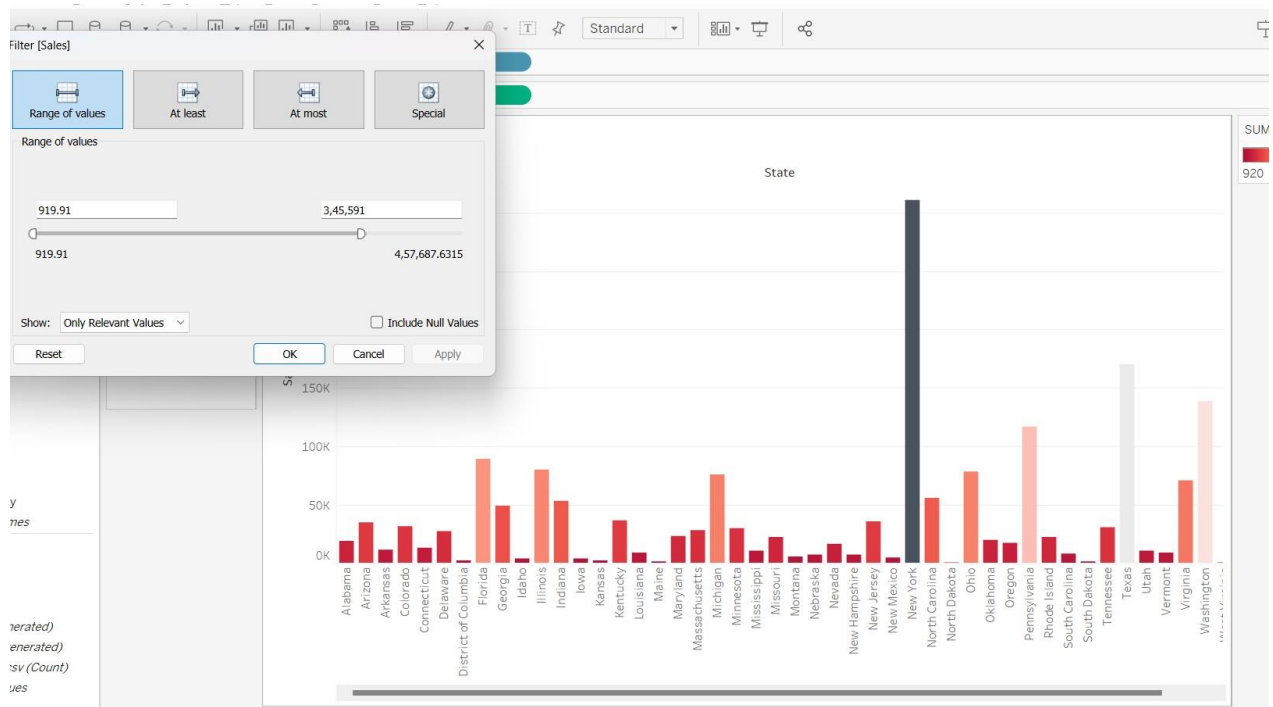 Standard
Filter [Sales]
Range of values
At least
At most
Special
Range of values
919.91
3,45,591
919.91
4,57,687.6315
Show: Only Relevant Values
Include Null Values
Reset
OK
Cancel
Apply
SUM
920
State
150K
100K
50K
0K
Alabama
Arizona
Arkansas
Colorado
Connecticut
Delaware
District of Columbia
Florida
Georgia
Idaho
Illinois
Indiana
Iowa
Kansas
Kentucky
Louisiana
Maine
Maryland
Massachusetts
Michigan
Minnesota
Mississippi
Missouri
Montana
Nebraska
Nevada
New Hampshire
New Jersey
New Mexico
New York
North Carolina
North Dakota
Ohio
Oklahoma
Oregon
Pennsylvania
Rhode Island
South Carolina
South Dakota
Tennessee
Texas
Utah
Vermont
Virginia
Washington
y
mes
nerated)
enerated)
sv (Count)
ues